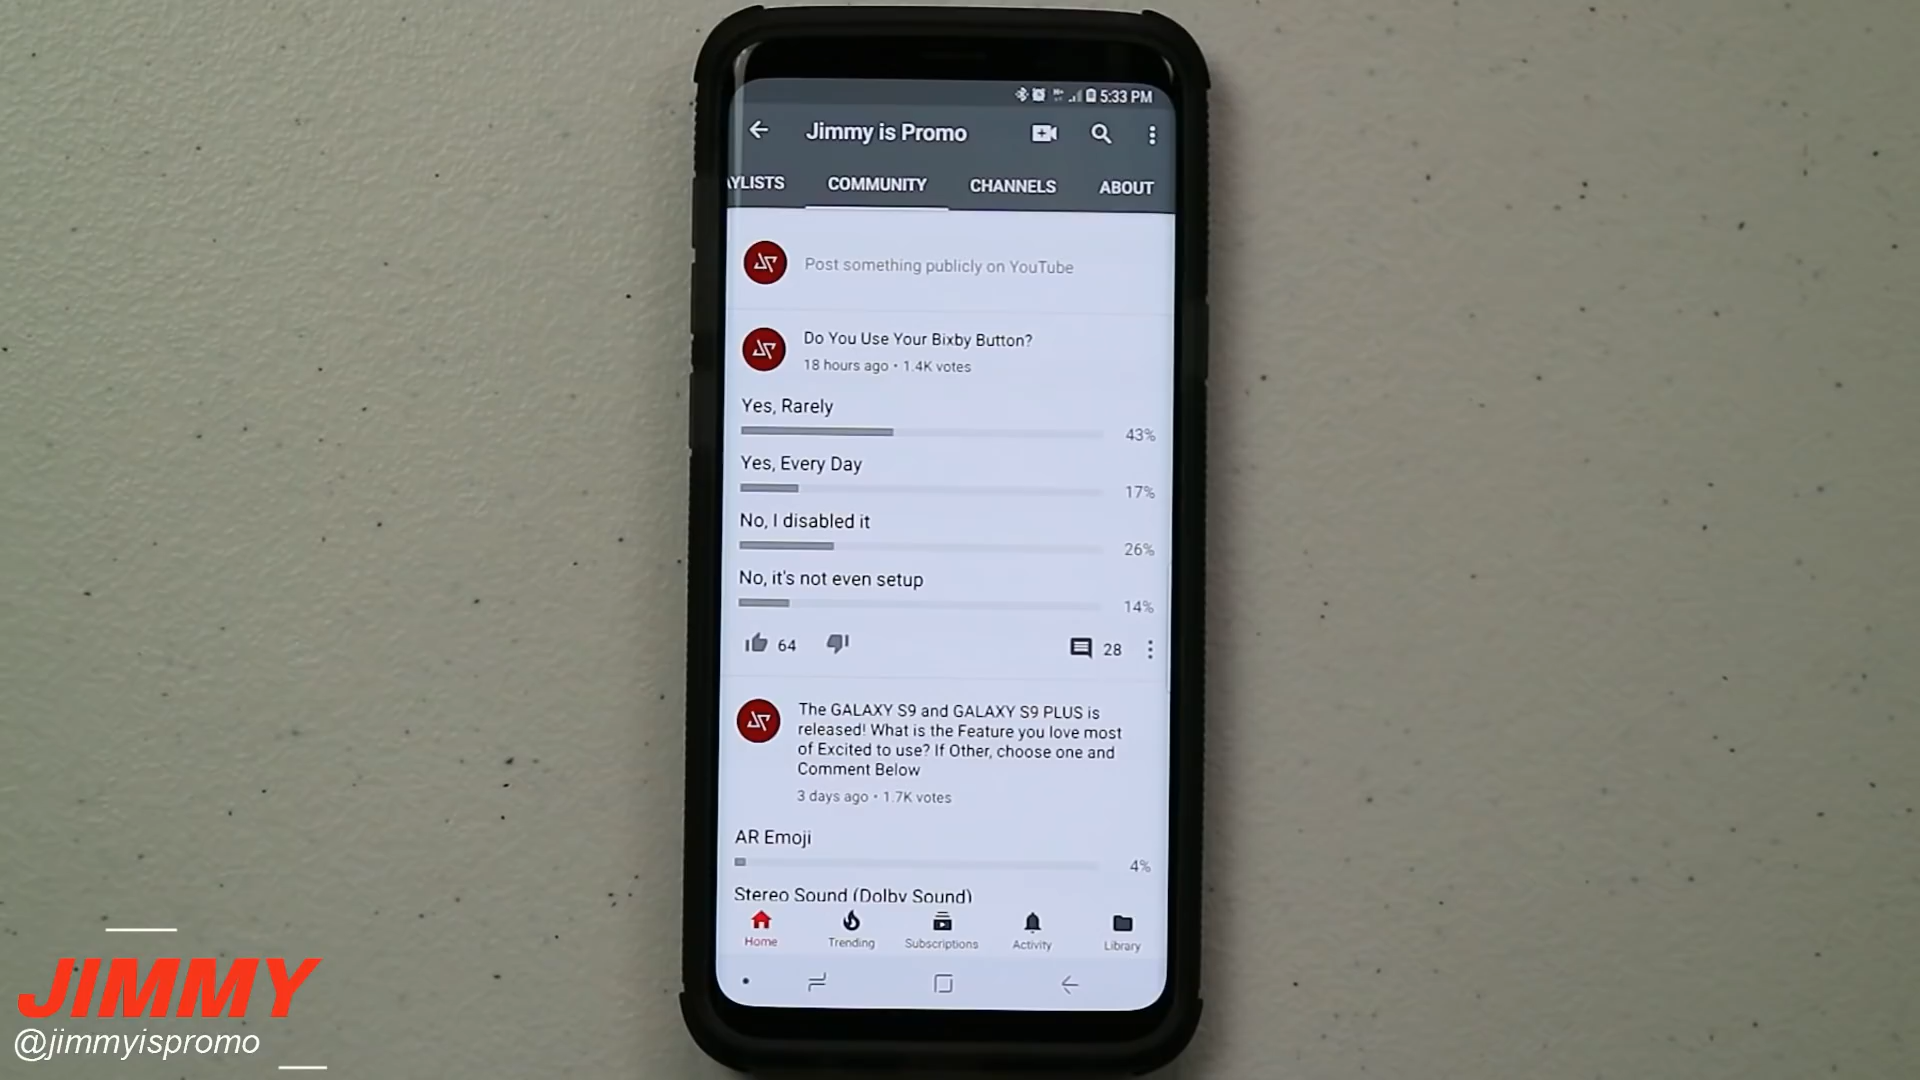 5:33 PM
Jimmy is Promo
AYLISTS COMMUNITY CHANNELS ABOUT
Post something publicly on YouTube
Do You Use Your Bixby Button?
18 hours ago • 1.4K votes
Yes, Rarely
43%
Yes, Every Day
17%
No, I disabled it
26%
No, it's not even setup
14%
64 28
The GALAXY S9 and GALAXY S9 PLUS is
released! What is the Feature you love most
of Excited to use? If Other, choose one and
Comment Below
3 days ago • 1.7K votes
AR Emoji
4%
Stereo Sound (Dolby Sound)
Home Trending Subscriptions Activity Library
JIMMY
@jimmyispromo